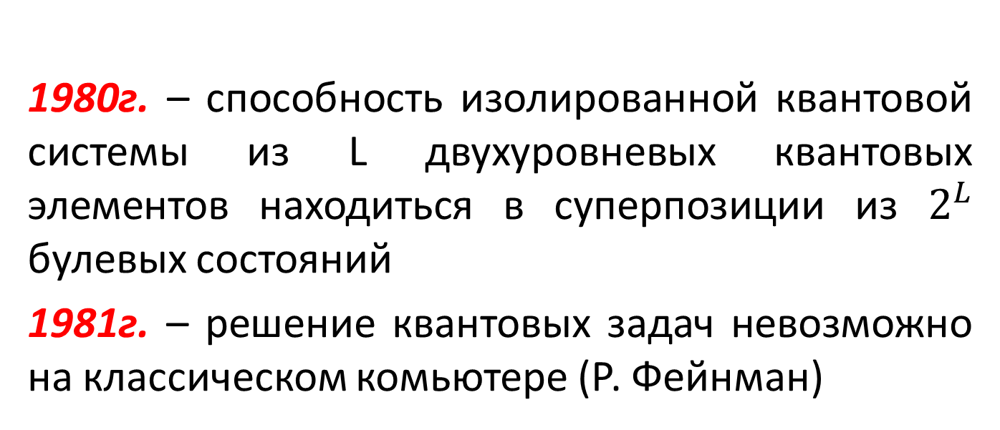 1980г. – способность изолированной квантовой
системы из L двухуровневых квантовых
элементов находиться в суперпозиции из 2^L
булевых состояний
1981г. – решение квантовых задач невозможно
на классическом комьютере (Р. Фейнман)